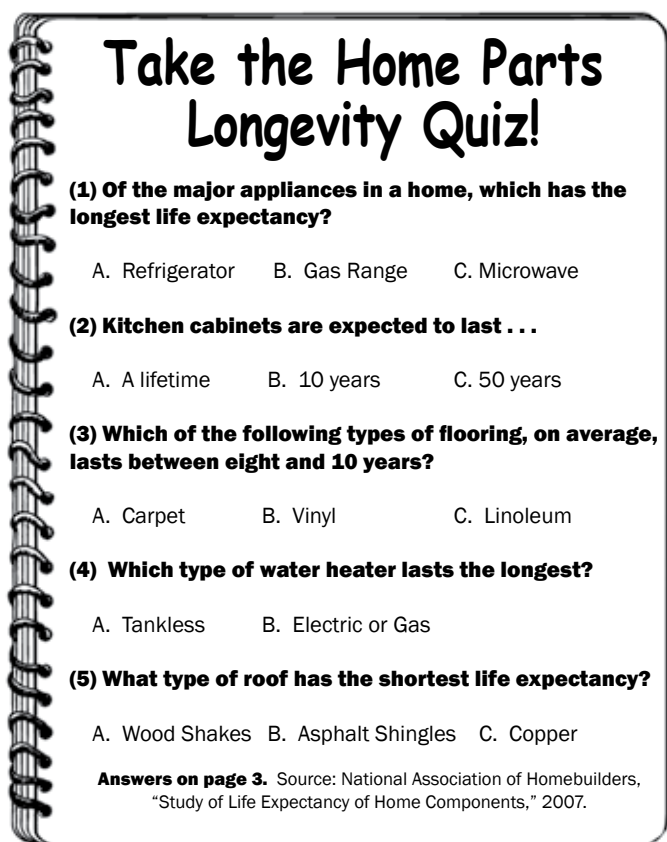 Take the Home Parts
Longevity Quiz!
(1) Of the major appliances in a home, which has the
longest life expectancy?
A. Refrigerator B. Gas Range C. Microwave
(2) Kitchen cabinets are expected to last . . .
A. A lifetime B. 10 years C. 50 years
(3) Which of the following types of flooring, on average,
lasts between eight and 10 years?
A. Carpet B. Vinyl C. Linoleum
(4) Which type of water heater lasts the longest?
A. Tankless B. Electric or Gas
(5) What type of roof has the shortest life expectancy?
A. Wood Shakes B. Asphalt Shingles C. Copper
Answers on page 3. Source: National Association of Homebuilders,
“Study of Life Expectancy of Home Components,” 2007.